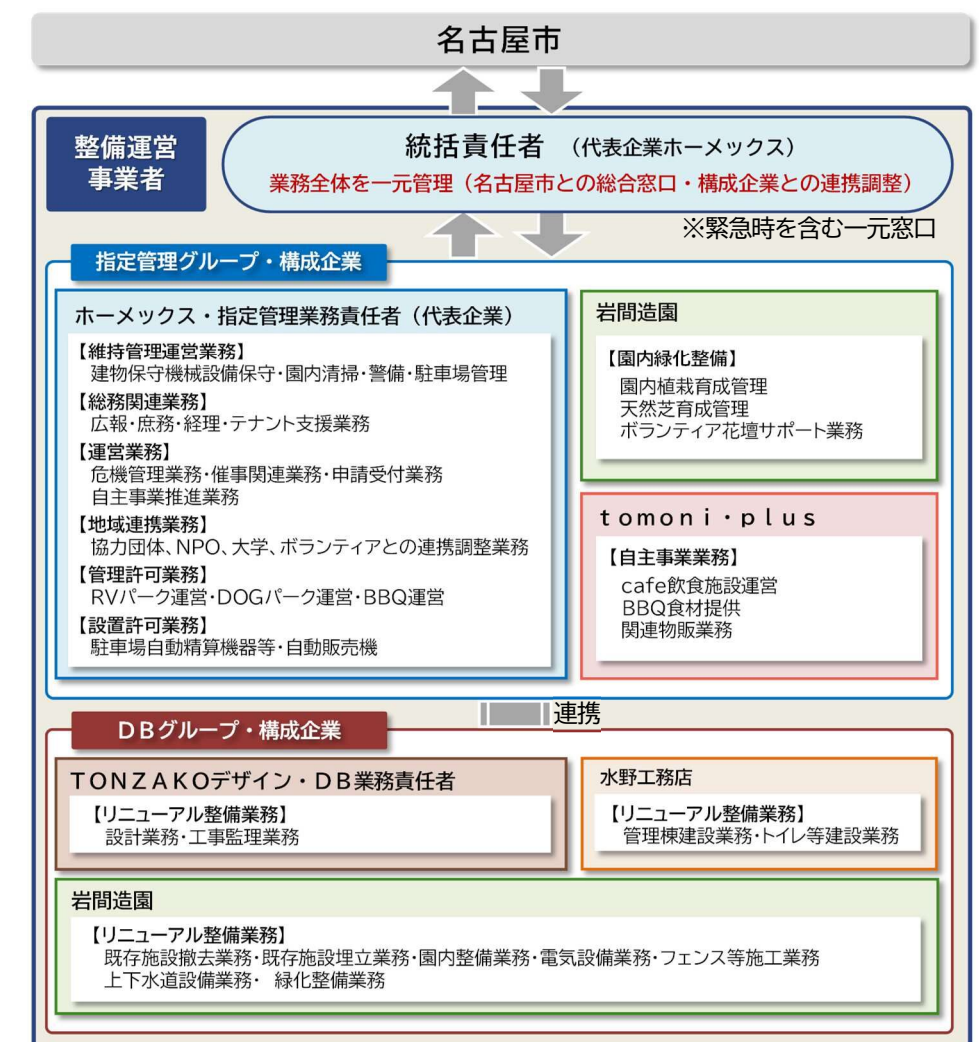 名古屋市
整備運営
事業者
統括責任者 （代表企業ホーメックス）
業務全体を一元管理（名古屋市との総合窓口・構成企業との連携調整）
※緊急時を含む一元窓口
指定管理グループ・構成企業
ホーメックス・指定管理業務責任者（代表企業）
【維持管理運営業務】
建物保守機械設備保守・園内清掃・警備・駐車場管理
【総務関連業務】
広報・庶務・経理・テナント支援業務
【運営業務】
危機管理業務・催事関連業務・申請受付業務
自主事業推進業務
【地域連携業務】
協力団体、NPO、大学、ボランティアとの連携調整業務
【管理許可業務】
RVパーク運営・DOGパーク運営・BBQ運営
【設置許可業務】
駐車場自動精算機器等・自動販売機
岩間造園
【園内緑化整備】
園内植栽育成管理
天然芝育成管理
ボランティア花壇サポート業務
ｔｏｍｏｎｉ・ｐｌｕｓ
【自主事業業務】
cafe飲食施設運営
BBQ食材提供
関連物販業務
連携
ＤＢグループ・構成企業
ＴＯＮＺＡＫＯデザイン・ＤＢ業務責任者
【リニューアル整備業務】
設計業務・工事監理業務
水野工務店
【リニューアル整備業務】
管理棟建設業務・トイレ等建設業務
岩間造園
【リニューアル整備業務】
既存施設撤去業務・既存施設埋立業務・園内整備業務・電気設備業務・フェンス等施工業務
上下水道設備業務・ 緑化整備業務